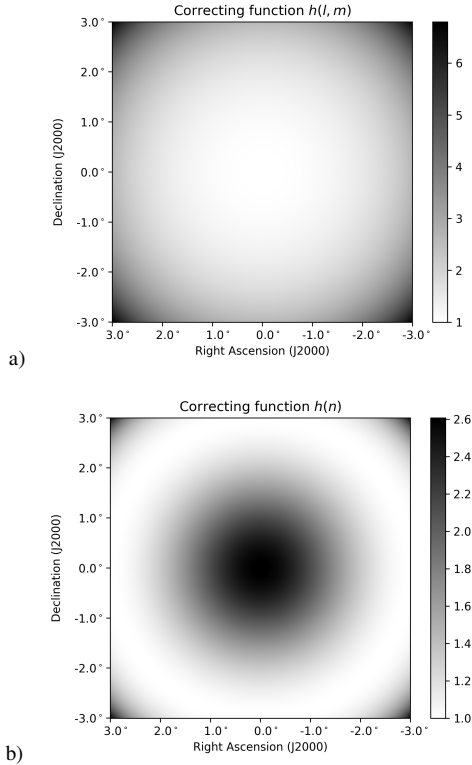 Correcting function h(l, m)
3.0°
2.0°
1.0°
0.0°
-1.0°
-2.0°
-3.0°
Declination (J2000)
3.0° 2.0° 1.0° 0.0° -1.0° -2.0° -3.0°
Right Ascension (J2000)
6
5
4
3
2
1
a)
Correcting function h(n)
3.0°
2.0°
1.0°
0.0°
-1.0°
-2.0°
-3.0°
Declination (J2000)
3.0° 2.0° 1.0° 0.0° -1.0° -2.0° -3.0°
Right Ascension (J2000)
2.6
2.4
2.2
2.0
1.8
1.6
1.4
1.2
1.0
b)